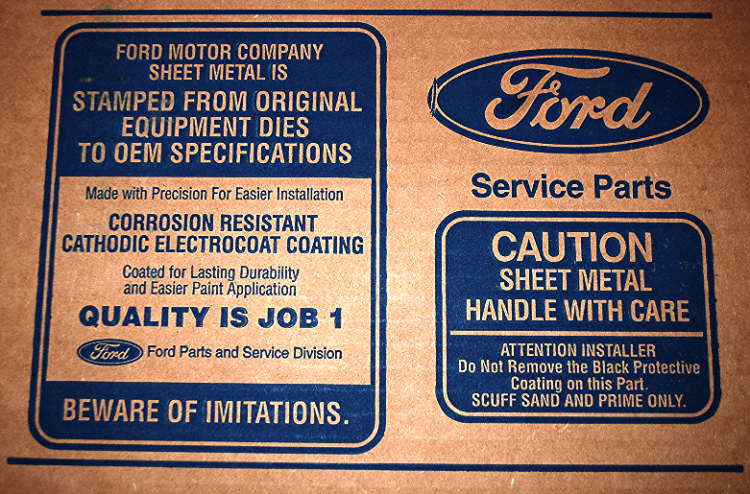 FORD MOTOR COMPANY
SHEET METAL IS
STAMPED FROM ORIGINAL
EQUIPMENT DIES
TO OEM SPECIFICATIONS
Made with Precision For Easier Installation
CORROSION RESISTANT
CATHODIC ELECTROCOAT COATING
Coated for Lasting Durability
and Easier Paint Application
QUALITY IS JOB 1
Ford Ford Parts and Service Division
BEWARE OF IMITATIONS.
Ford
Service Parts
CAUTION
SHEET METAL
HANDLE WITH CARE
ATTENTION INSTALLER
Do Not Remove the Black Protective
Coating on this Part.
SCUFF SAND AND PRIME ONLY.